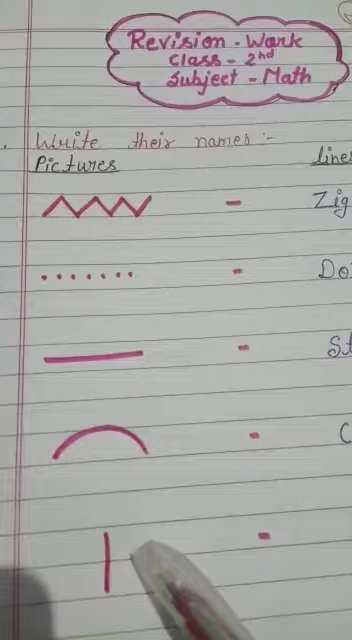 Revision - Work
Class - 2nd
Subject - Math
Write their names :-
Pictures lines
- Zig
- Do
- St
- C
-